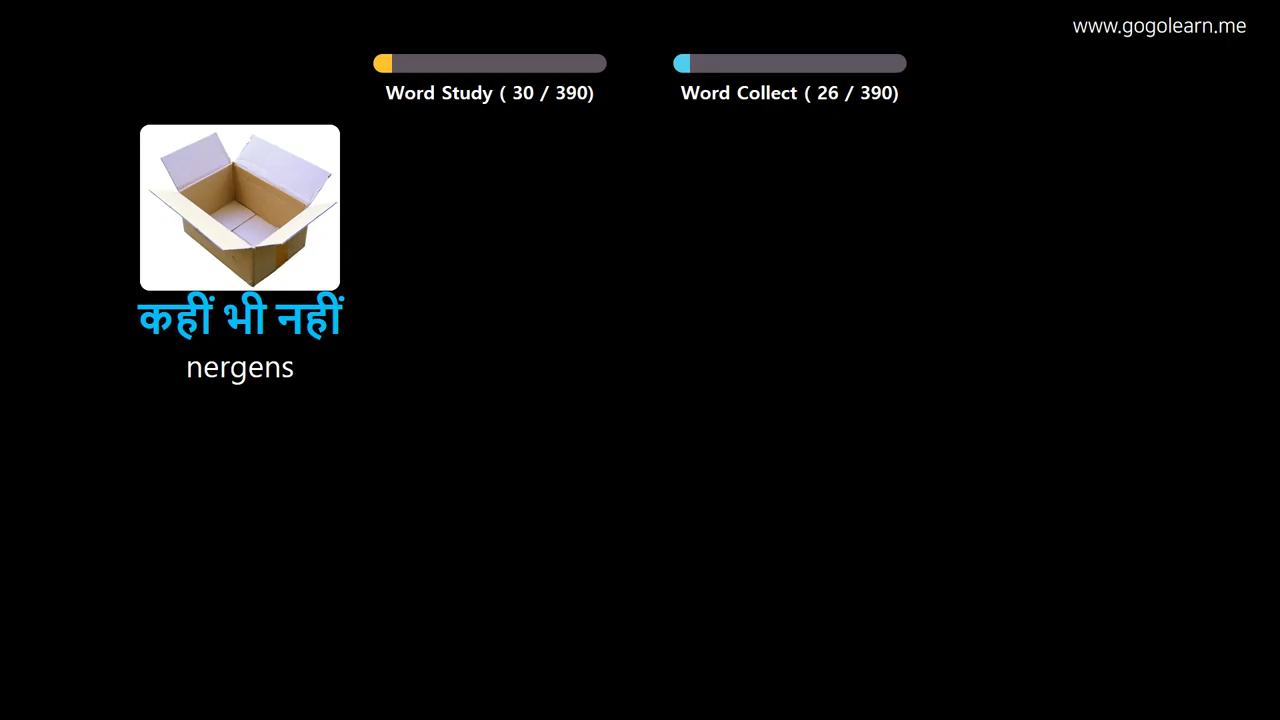 www.gogolearn.me
Word Study ( 30 / 390)
Word Collect ( 26 / 390)
कहीं भी नहीं
nergens